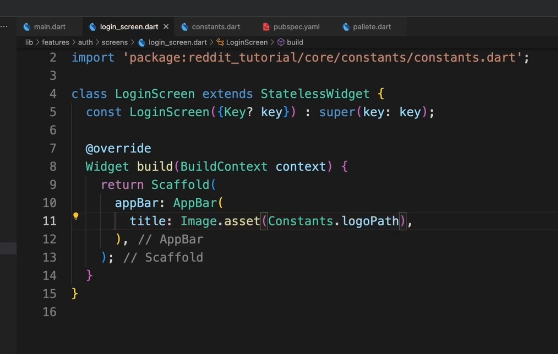 main.dart login_screen.dart × constants.dart pubspec.yaml pallete.dart
lib > features > auth > screens > login_screen.dart > LoginScreen > build
2 import 'package:reddit_tutorial/core/constants/constants.dart';
3
4 class LoginScreen extends StatelessWidget {
5 const LoginScreen({Key? key}) : super(key: key);
6
7 @override
8 Widget build(BuildContext context) {
9 return Scaffold(
10 appBar: AppBar(
11 title: Image.asset(Constants.logoPath),
12 ), // AppBar
13 ); // Scaffold
14 }
15 }
16